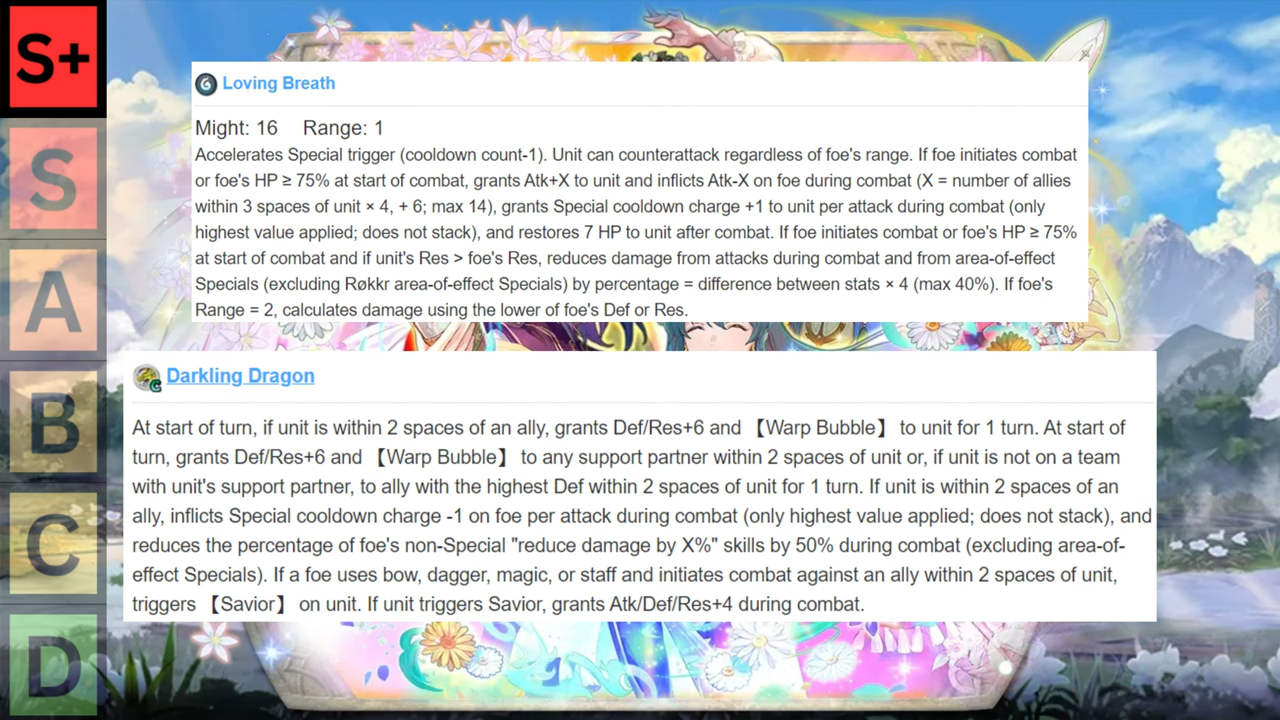 S+
S
A
B
C
D
Loving Breath
Might: 16 Range: 1
Accelerates Special trigger (cooldown count-1). Unit can counterattack regardless of foe's range. If foe initiates combat
or foe's HP ≥ 75% at start of combat, grants Atk+X to unit and inflicts Atk-X on foe during combat (X = number of allies
within 3 spaces of unit × 4, + 6; max 14), grants Special cooldown charge +1 to unit per attack during combat (only
highest value applied; does not stack), and restores 7 HP to unit after combat. If foe initiates combat or foe's HP ≥ 75%
at start of combat and if unit's Res > foe's Res, reduces damage from attacks during combat and from area-of-effect
Specials (excluding Røkkr area-of-effect Specials) by percentage = difference between stats × 4 (max 40%). If foe's
Range = 2, calculates damage using the lower of foe's Def or Res.
C
Darkling Dragon
At start of turn, if unit is within 2 spaces of an ally, grants Def/Res+6 and 【Warp Bubble】 to unit for 1 turn. At start of
turn, grants Def/Res+6 and 【Warp Bubble】 to any support partner within 2 spaces of unit or, if unit is not on a team
with unit's support partner, to ally with the highest Def within 2 spaces of unit for 1 turn. If unit is within 2 spaces of an
ally, inflicts Special cooldown charge -1 on foe per attack during combat (only highest value applied; does not stack), and
reduces the percentage of foe's non-Special "reduce damage by X%" skills by 50% during combat (excluding area-of-
effect Specials). If a foe uses bow, dagger, magic, or staff and initiates combat against an ally within 2 spaces of unit,
triggers 【Savior】 on unit. If unit triggers Savior, grants Atk/Def/Res+4 during combat.